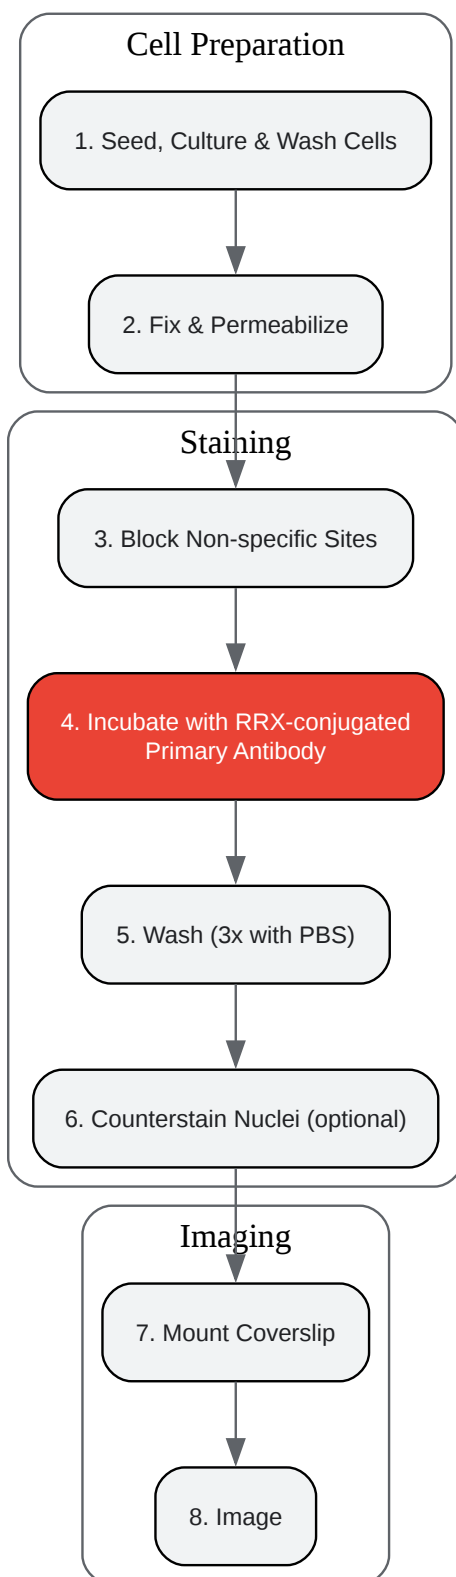 Cell Preparation
1. Seed, Culture & Wash Cells
2. Fix & Permeabilize
Staining
3. Block Non-specific Sites
4. Incubate with RRX-conjugated
Primary Antibody
5. Wash (3x with PBS)
6. Counterstain Nuclei (optional)
Imaging
7. Mount Coverslip
8. Image